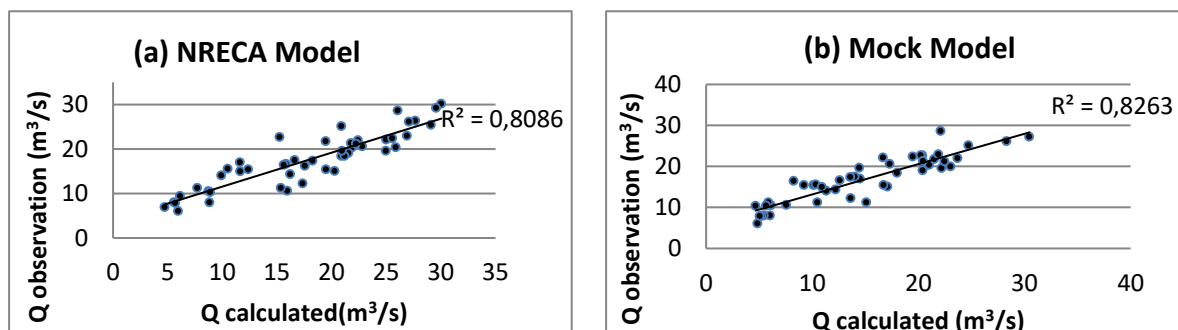 (a) NRECA Model
Q observation (m³/s)
30
20
10
0
R² = 0,8086
0 5 10 15 20 25 30 35
Q calculated(m³/s)
(b) Mock Model
Q observation (m³/s)
40
30
20
10
0
R² = 0,8263
0 10 20 30 40
Q calculated (m³/s)